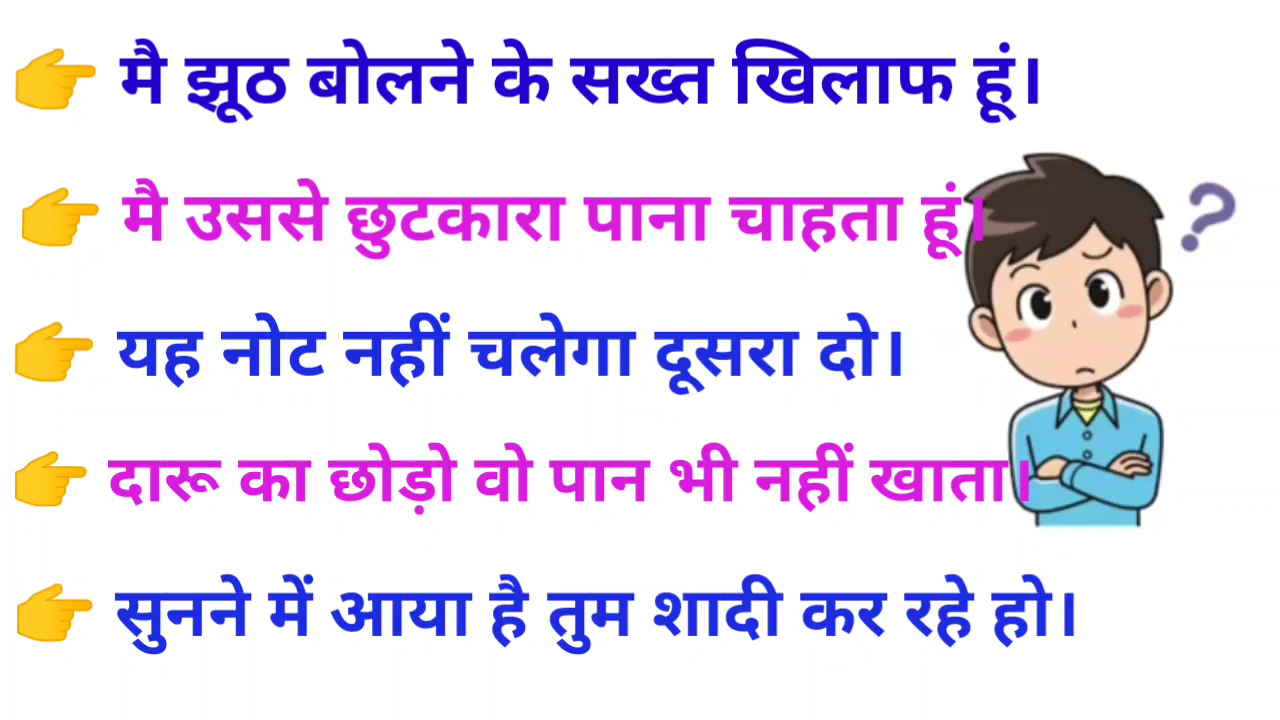 👉 मै झूठ बोलने के सख्त खिलाफ हूं।
👉 मै उससे छुटकारा पाना चाहता हूं।
👉 यह नोट नहीं चलेगा दूसरा दो।
👉 दारू का छोड़ो वो पान भी नहीं खाता।
👉 सुनने में आया है तुम शादी कर रहे हो।
?